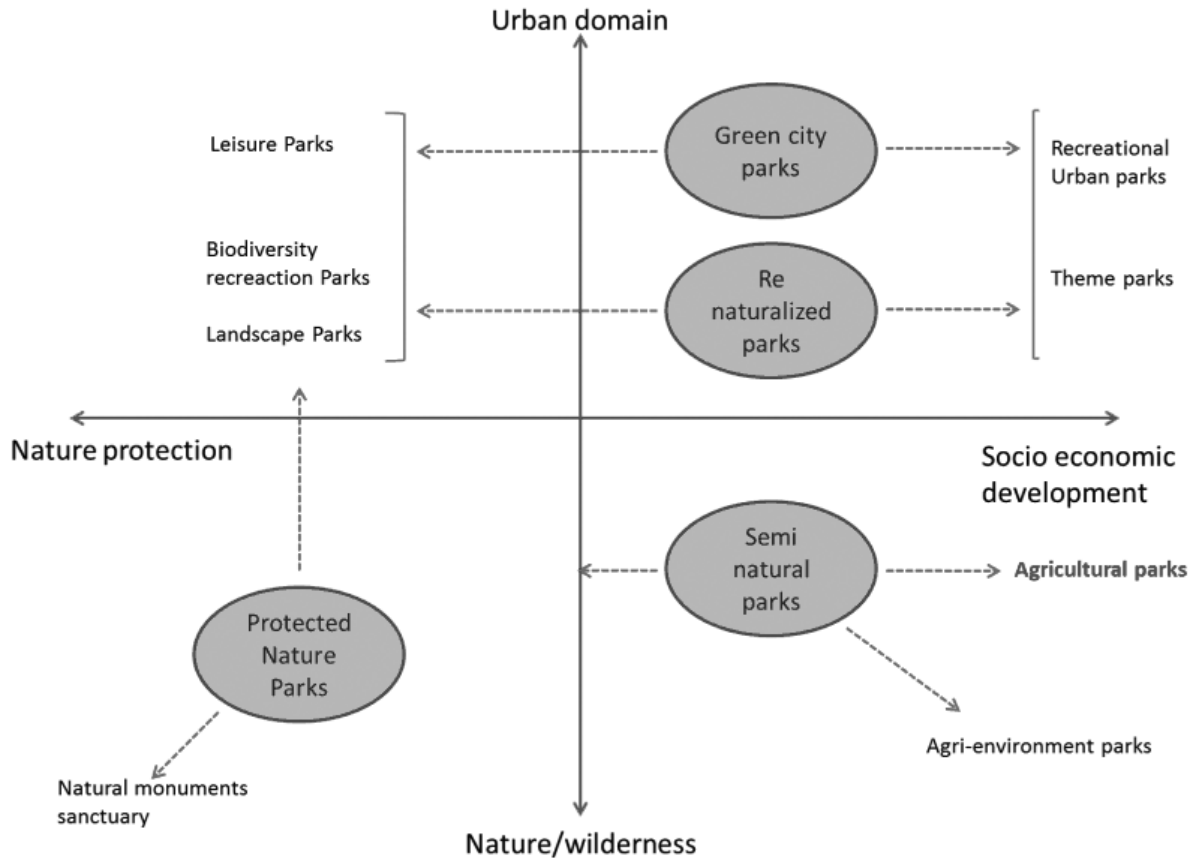 Urban domain
Leisure Parks
Green city
parks
Recreational
Urban parks
Biodiversity
recreaction Parks
Landscape Parks
Re
naturalized
parks
Theme parks
Nature protection
Socio economic
development
Semi
natural
parks
Agricultural parks
Protected
Nature
Parks
Agri-environment parks
Natural monuments
sanctuary
Nature/wilderness